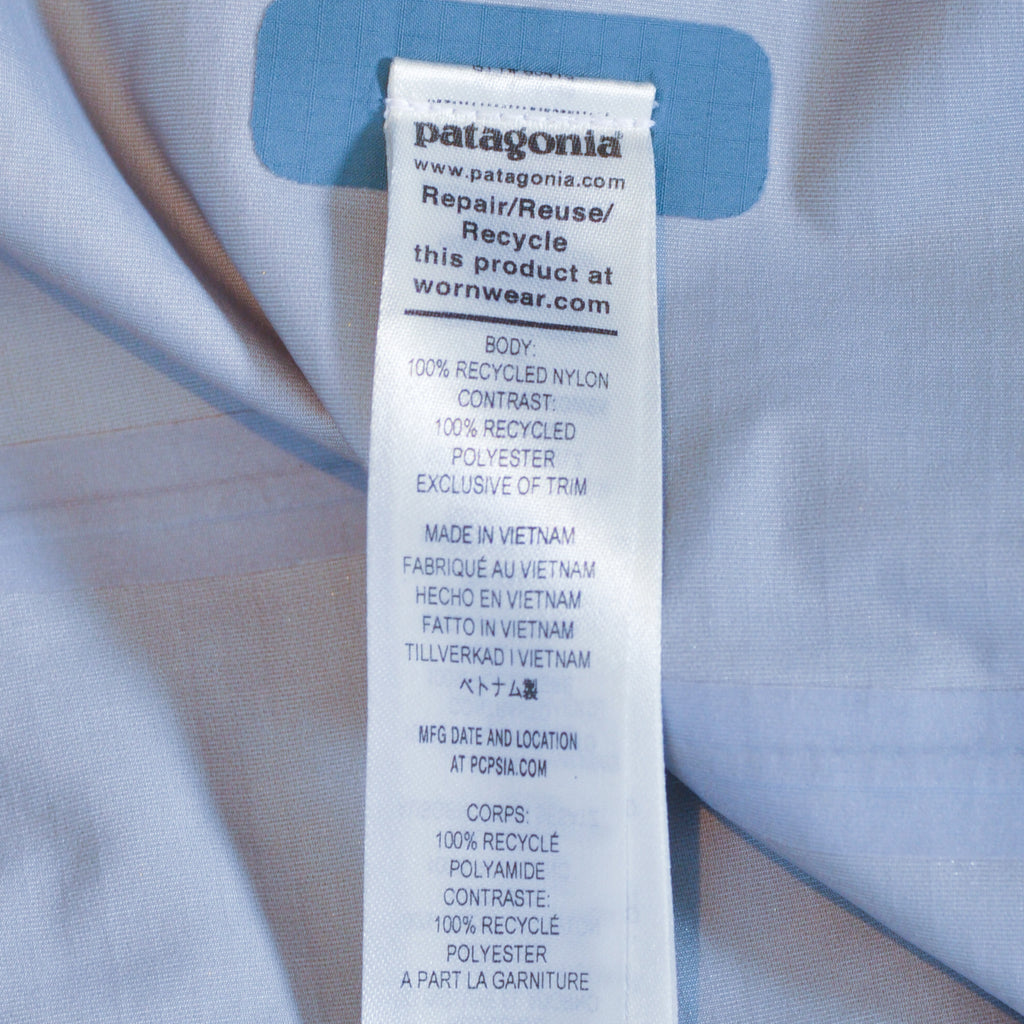 patagonia
www.patagonia.com
Repair/Reuse/
Recycle
this product at
wornwear.com
BODY:
100% RECYCLED NYLON
CONTRAST:
100% RECYCLED
POLYESTER
EXCLUSIVE OF TRIM
MADE IN VIETNAM
FABRIQUÉ AU VIETNAM
HECHO EN VIETNAM
FATTO IN VIETNAM
TILLVERKAD I VIETNAM
ベトナム製
MFG DATE AND LOCATION
AT PCPSIA.COM
CORPS:
100% RECYCLÉ
POLYAMIDE
CONTRASTE:
100% RECYCLÉ
POLYESTER
A PART LA GARNITURE